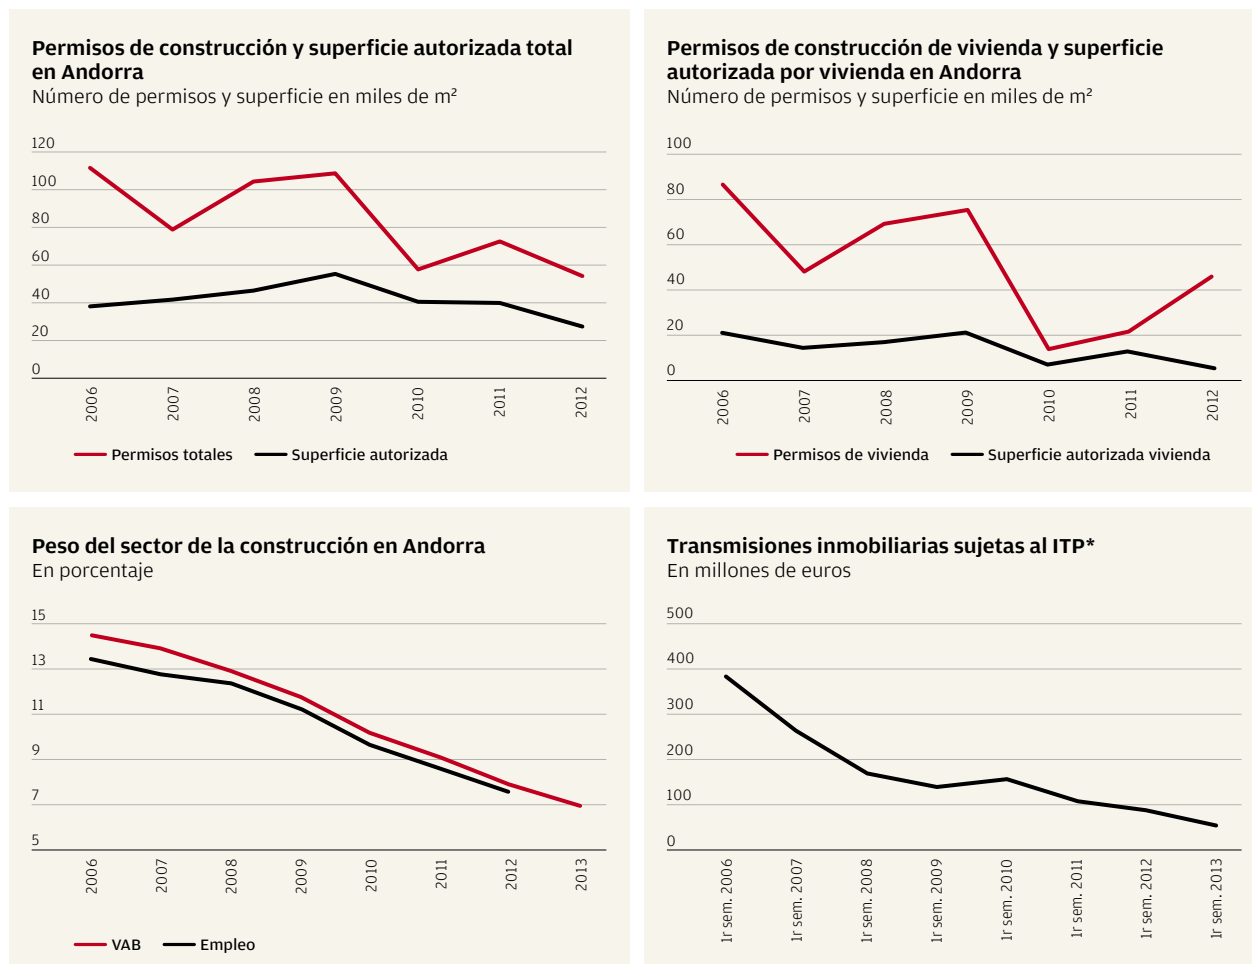 Permisos de construcción y superficie autorizada total
en Andorra
Número de permisos y superficie en miles de m²
120
100
80
60
40
20
0
2006
2007
2008
2009
2010
2011
2012
Permisos totales
Superficie autorizada
Permisos de construcción de vivienda y superficie
autorizada por vivienda en Andorra
Número de permisos y superficie en miles de m²
100
80
60
40
20
0
2006
2007
2008
2009
2010
2011
2012
Permisos de vivienda
Superficie autorizada vivienda
Peso del sector de la construcción en Andorra
En porcentaje
15
13
11
9
7
5
2006
2007
2008
2009
2010
2011
2012
2013
VAB
Empleo
Transmisiones inmobiliarias sujetas al ITP*
En millones de euros
500
400
300
200
100
0
1r sem. 2006
1r sem. 2007
1r sem. 2008
1r sem. 2009
1r sem. 2010
1r sem. 2011
1r sem. 2012
1r sem. 2013